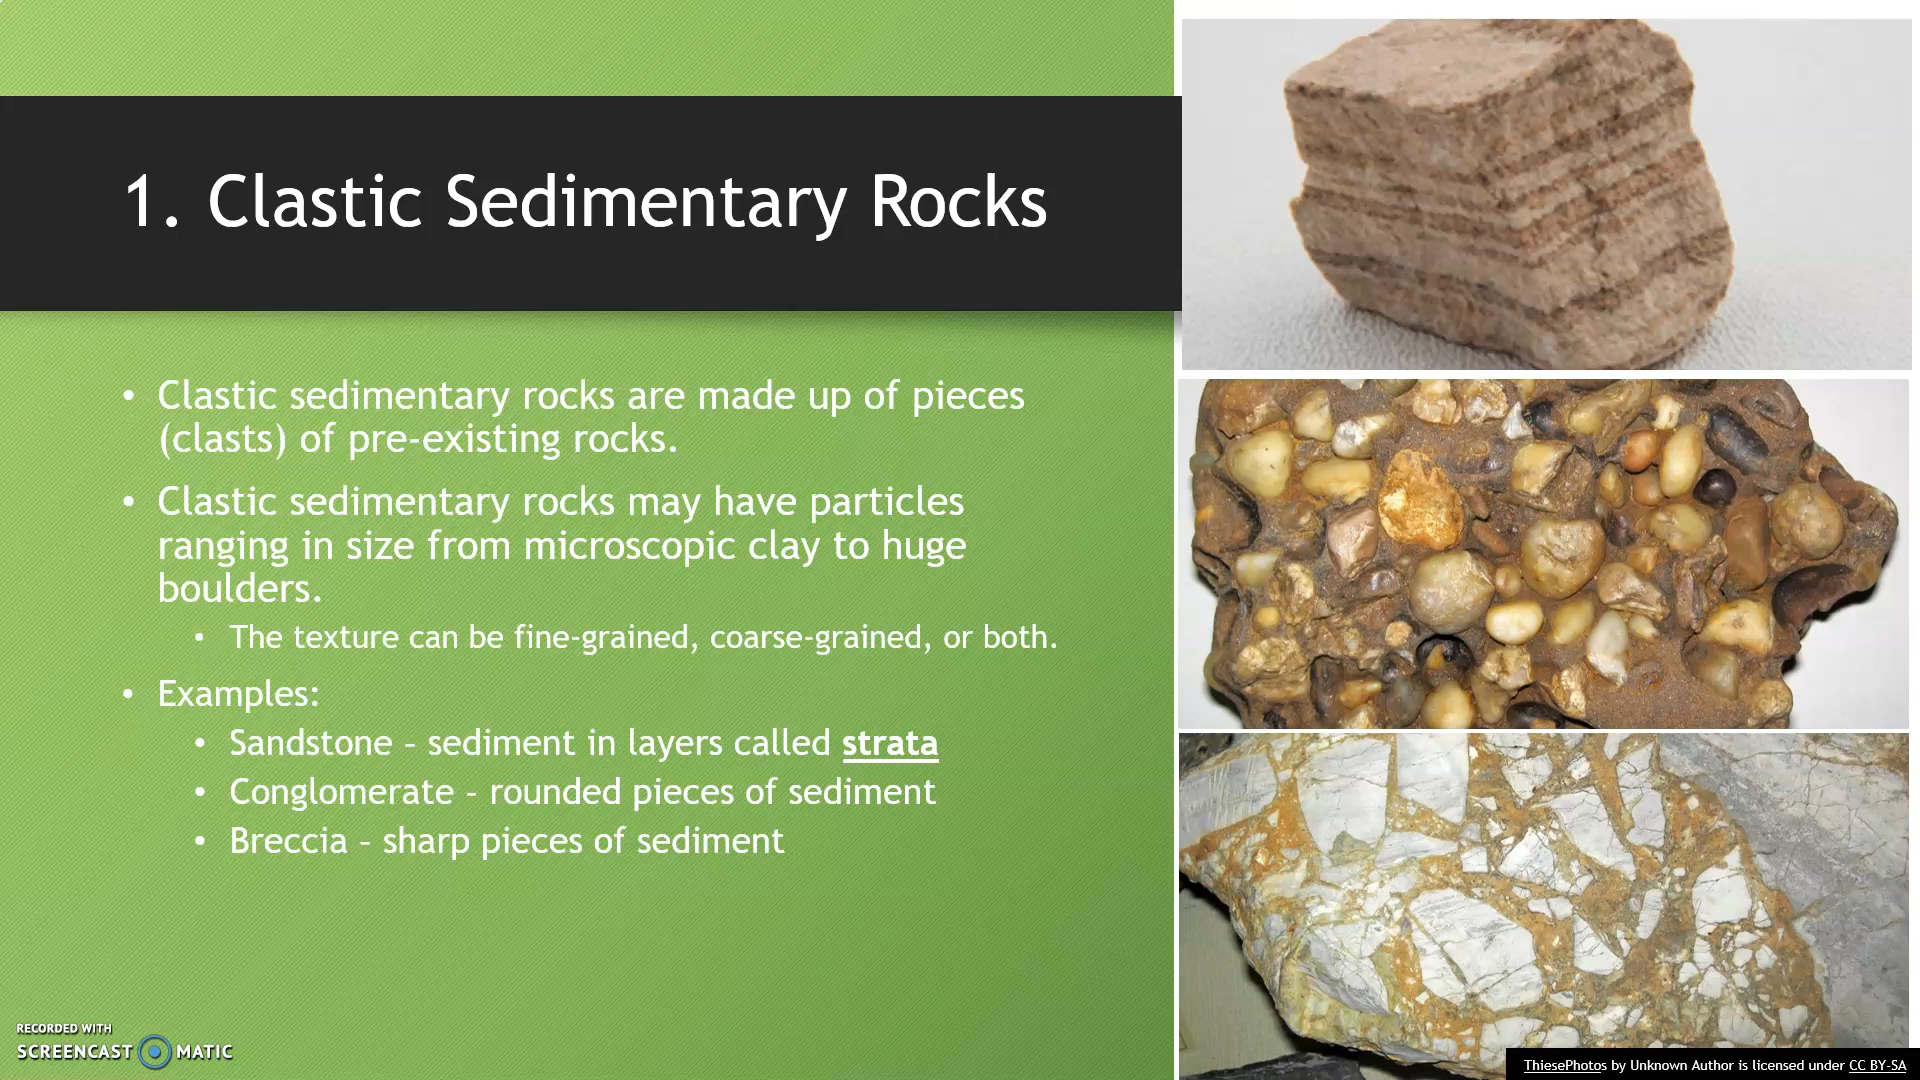 1. Clastic Sedimentary Rocks
• Clastic sedimentary rocks are made up of pieces
(clasts) of pre-existing rocks.
• Clastic sedimentary rocks may have particles
ranging in size from microscopic clay to huge
boulders.
• The texture can be fine-grained, coarse-grained, or both.
• Examples:
• Sandstone – sediment in layers called strata
• Conglomerate – rounded pieces of sediment
• Breccia – sharp pieces of sediment
RECORDED WITH
SCREENCAST MATIC
ThiesePhotos by Unknown Author is licensed under CC BY-SA